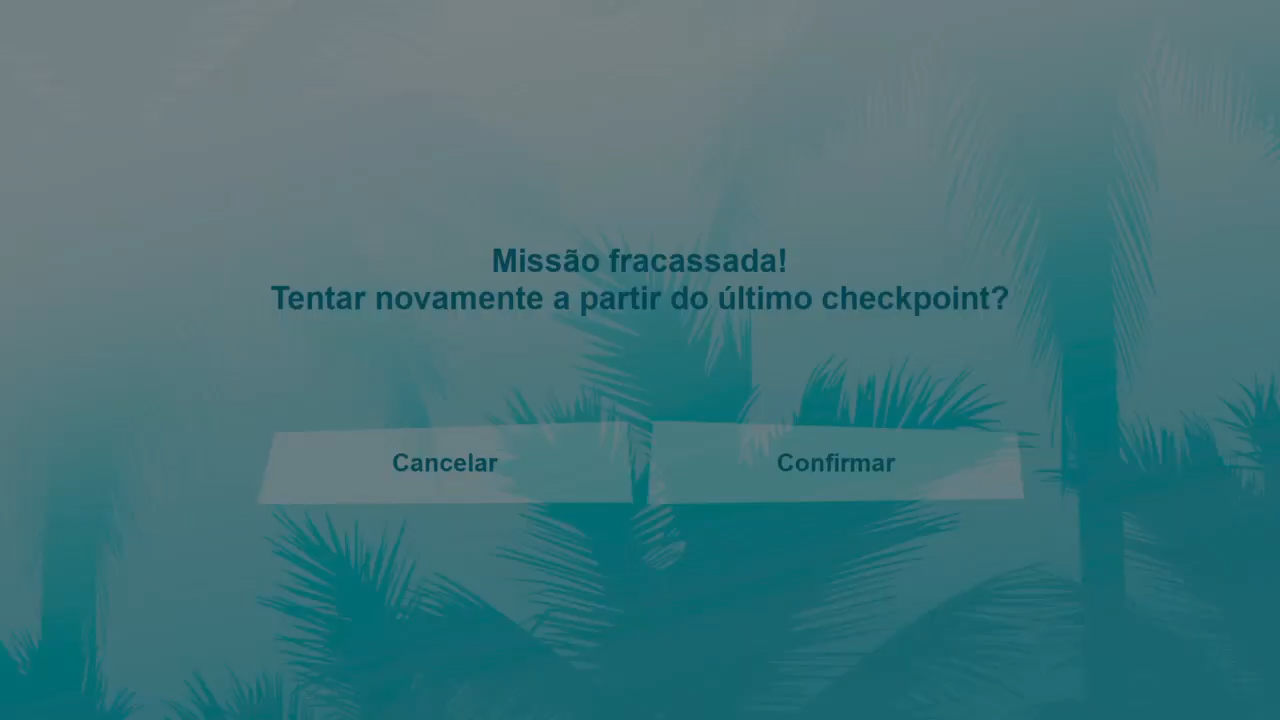 Missão fracassada!
Tentar novamente a partir do último checkpoint?
Cancelar
Confirmar